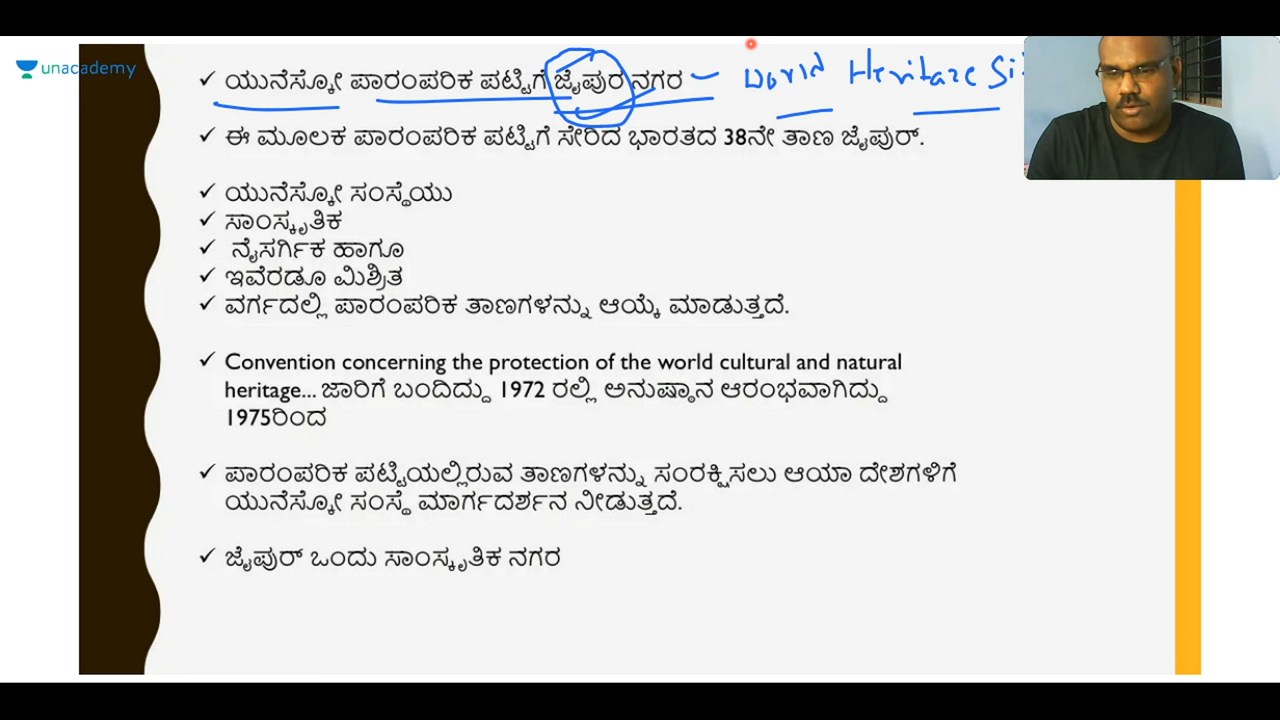 unacademy
✓ ಯುನೆಸ್ಕೋ ಪಾರಂಪರಿಕ ಪಟ್ಟಿಗೆ ಜೈಪುರ ನಗರ – World Heritage
✓ ಈ ಮೂಲಕ ಪಾರಂಪರಿಕ ಪಟ್ಟಿಗೆ ಸೇರಿದ ಭಾರತದ 38ನೇ ತಾಣ ಜೈಪುರ್.
✓ ಯುನೆಸ್ಕೋ ಸಂಸ್ಥೆಯು
✓ ಸಾಂಸ್ಕೃತಿಕ
✓ ನೈಸರ್ಗಿಕ ಹಾಗೂ
✓ ಇವೆರಡೂ ಮಿಶ್ರಿತ
✓ ವರ್ಗದಲ್ಲಿ ಪಾರಂಪರಿಕ ತಾಣಗಳನ್ನು ಆಯ್ಕೆ ಮಾಡುತ್ತದೆ.
✓ Convention concerning the protection of the world cultural and natural
heritage... ಜಾರಿಗೆ ಬಂದಿದ್ದು 1972 ರಲ್ಲಿ ಅನುಷ್ಠಾನ ಆರಂಭವಾಗಿದ್ದು
1975ರಿಂದ
✓ ಪಾರಂಪರಿಕ ಪಟ್ಟಿಯಲ್ಲಿರುವ ತಾಣಗಳನ್ನು ಸಂರಕ್ಷಿಸಲು ಆಯಾ ದೇಶಗಳಿಗೆ
ಯುನೆಸ್ಕೋ ಸಂಸ್ಥೆ ಮಾರ್ಗದರ್ಶನ ನೀಡುತ್ತದೆ.
✓ ಜೈಪುರ್ ಒಂದು ಸಾಂಸ್ಕೃತಿಕ ನಗರ